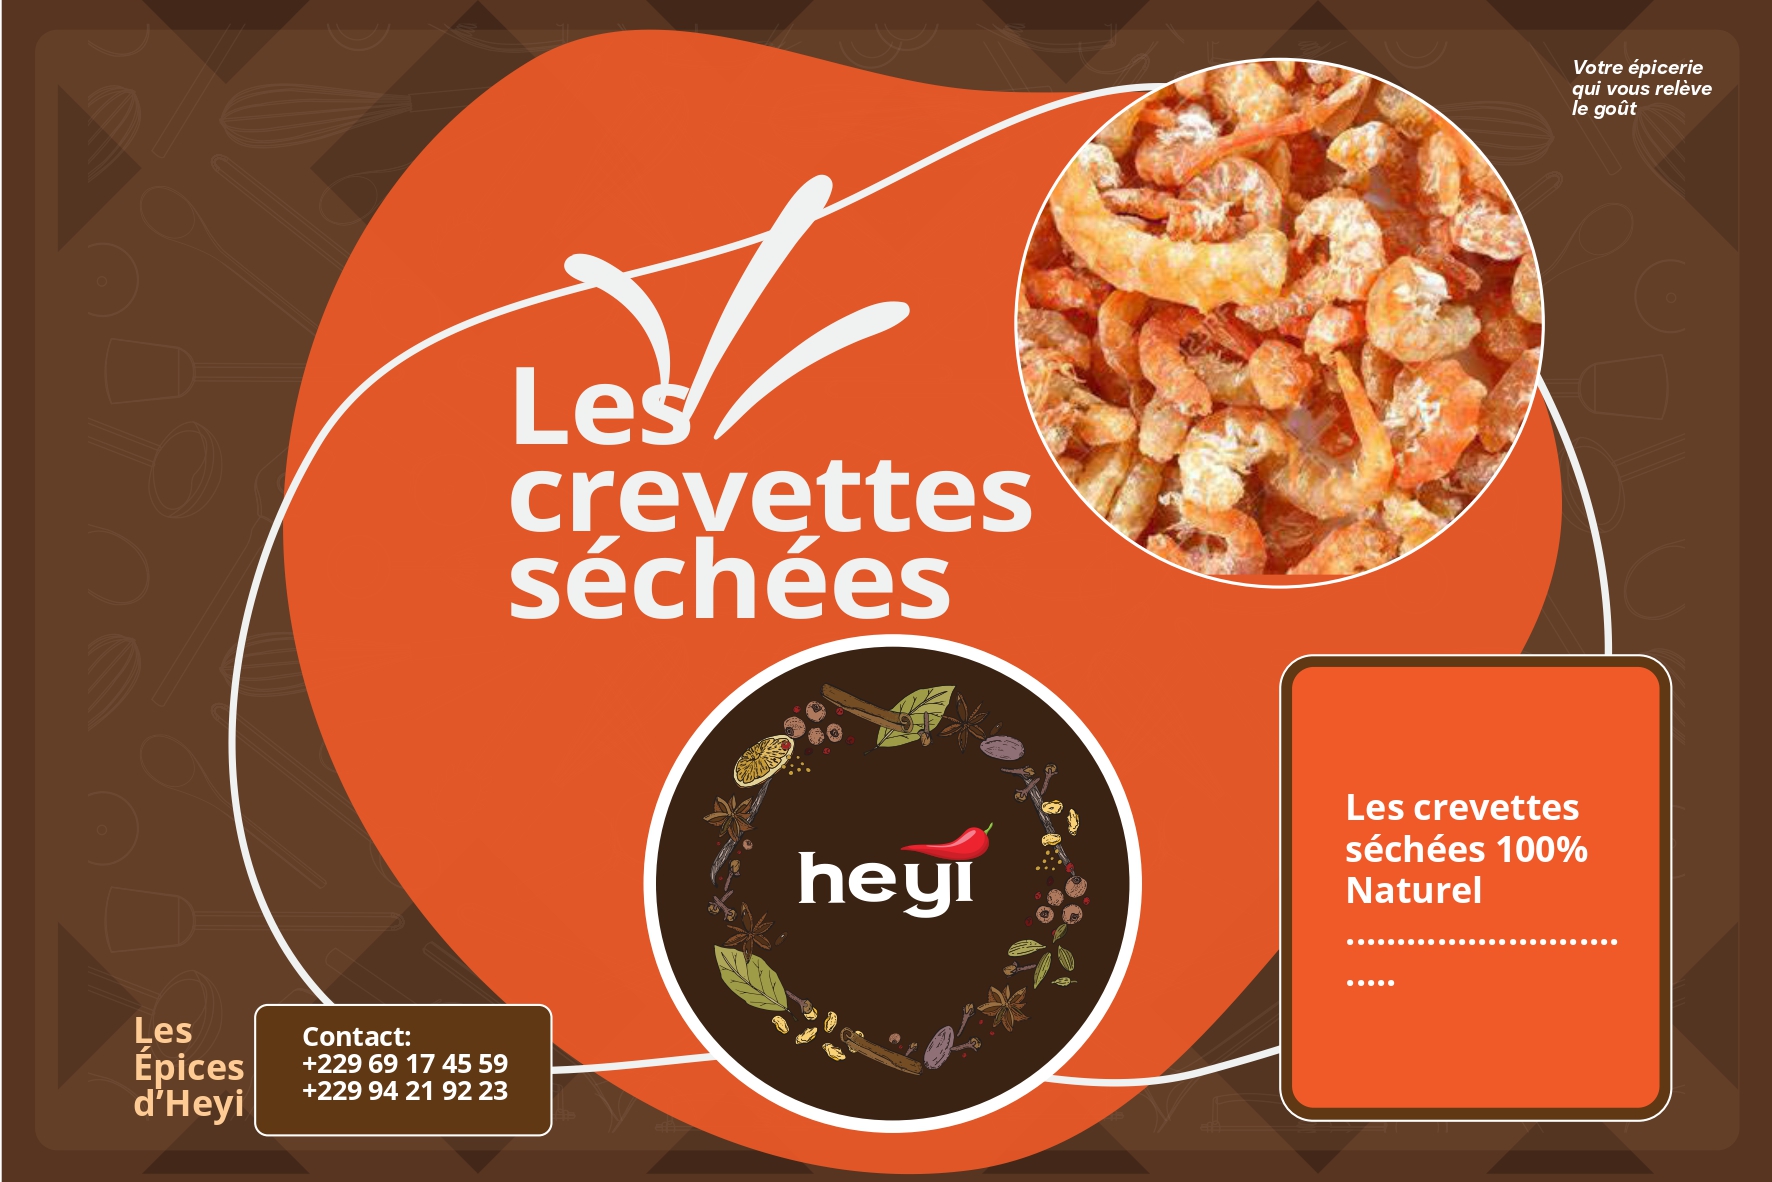 Votre épicerie
qui vous relève
le goût
Les
crevettes
séchées
heyi
Les crevettes
séchées 100%
Naturel
...........................
.....
Les
Épices
d’Heyi
Contact:
+229 69 17 45 59
+229 94 21 92 23